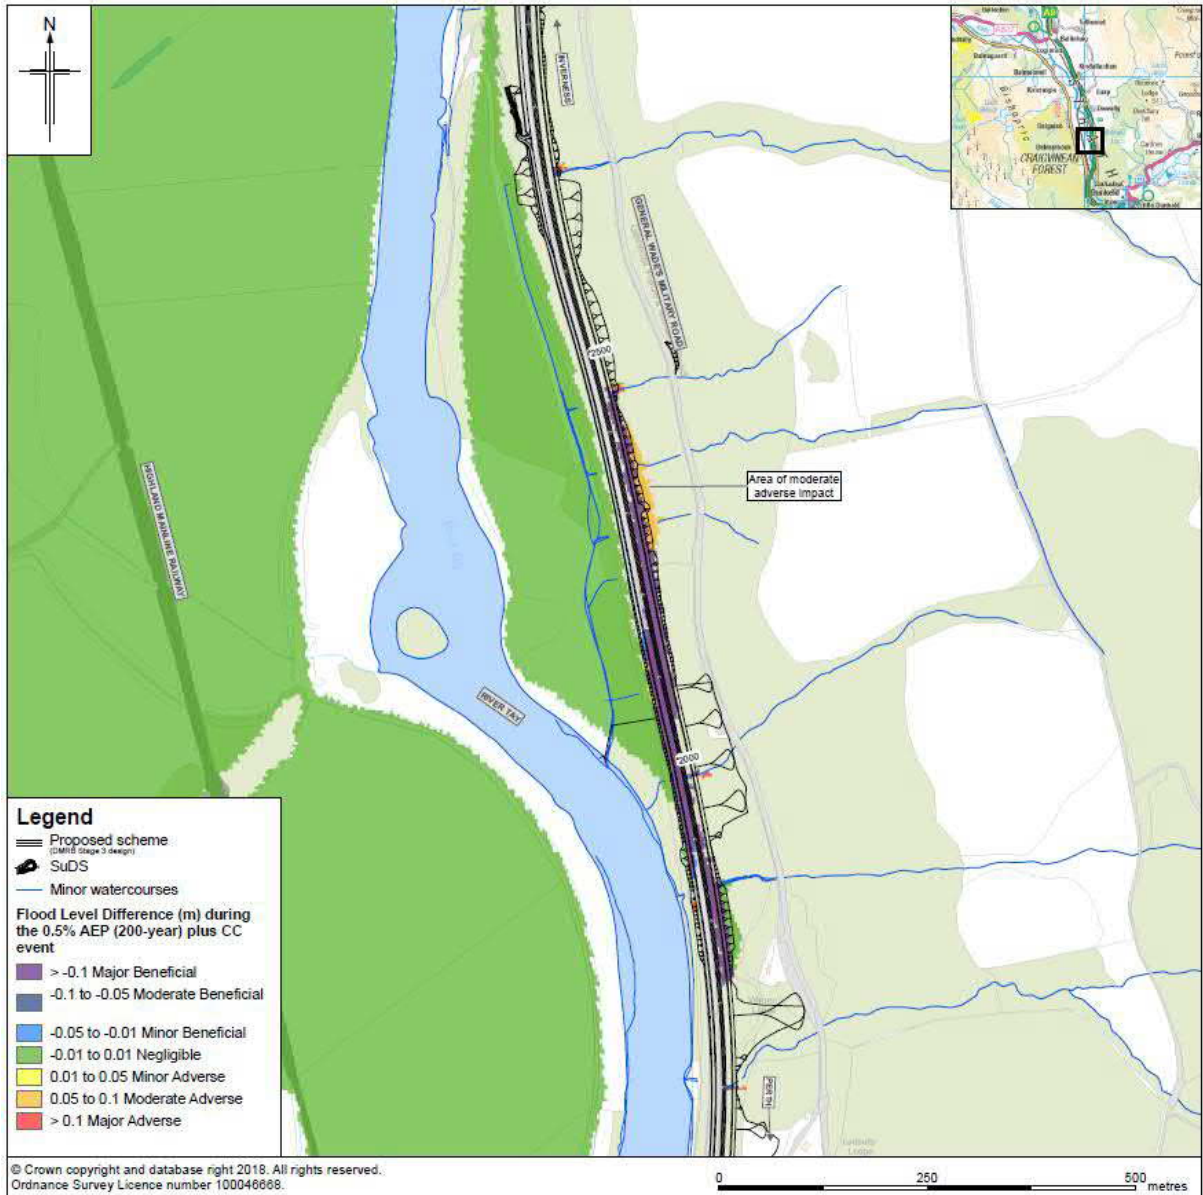 N
INVERNESS
GENERAL WADE'S MILITARY ROAD
2500
Area of moderate
adverse impact
HIGHLAND MAINLINE RAILWAY
RIVER TAY
2000
PERTH
A9
CRAIGVINEAN
FOREST
Legend
Proposed scheme
(DMRB Stage 3 design)
SuDS
Minor watercourses
Flood Level Difference (m) during
the 0.5% AEP (200-year) plus CC
event
> -0.1 Major Beneficial
-0.1 to -0.05 Moderate Beneficial
-0.05 to -0.01 Minor Beneficial
-0.01 to 0.01 Negligible
0.01 to 0.05 Minor Adverse
0.05 to 0.1 Moderate Adverse
> 0.1 Major Adverse
© Crown copyright and database right 2018. All rights reserved.
Ordnance Survey Licence number 100046668.
0 250 500 metres